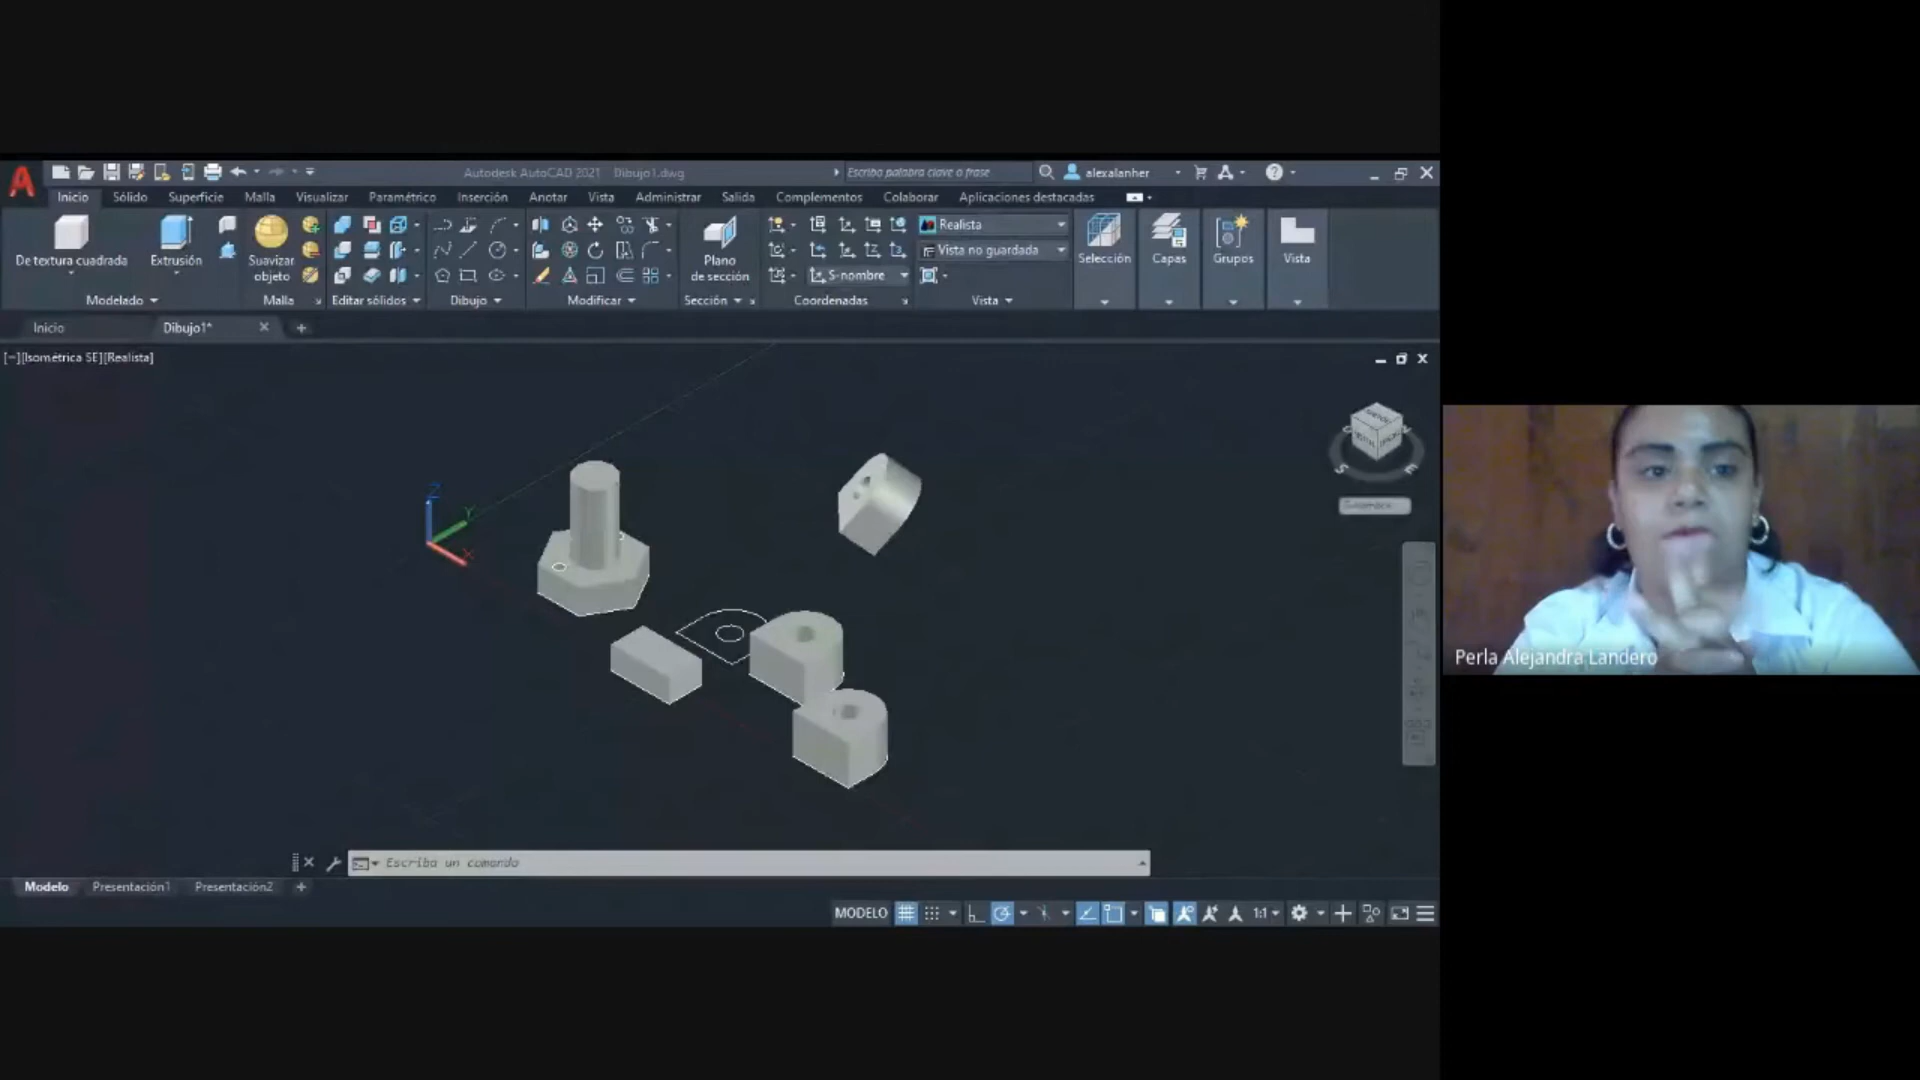 Autodesk AutoCAD 2021 Dibujo1.dwg
Escriba palabra clave o frase
alexalanher
Inicio Sólido Superficie Malla Visualizar Paramétrico Inserción Anotar Vista Administrar Salida Complementos Colaborar Aplicaciones destacadas
De textura cuadrada
Extrusión
Suavizar
objeto
Plano
de sección
Realista
Vista no guardada
S-nombre
Selección
Capas
Grupos
Vista
Modelado
Malla
Editar sólidos
Dibujo
Modificar
Sección
Coordenadas
Vista
Inicio
Dibujo1*
[−][Isométrica SE][Realista]
Z
Y
X
S
E
Perla Alejandra Landero
Escriba un comando
Modelo Presentación1 Presentación2 +
MODELO
1:1